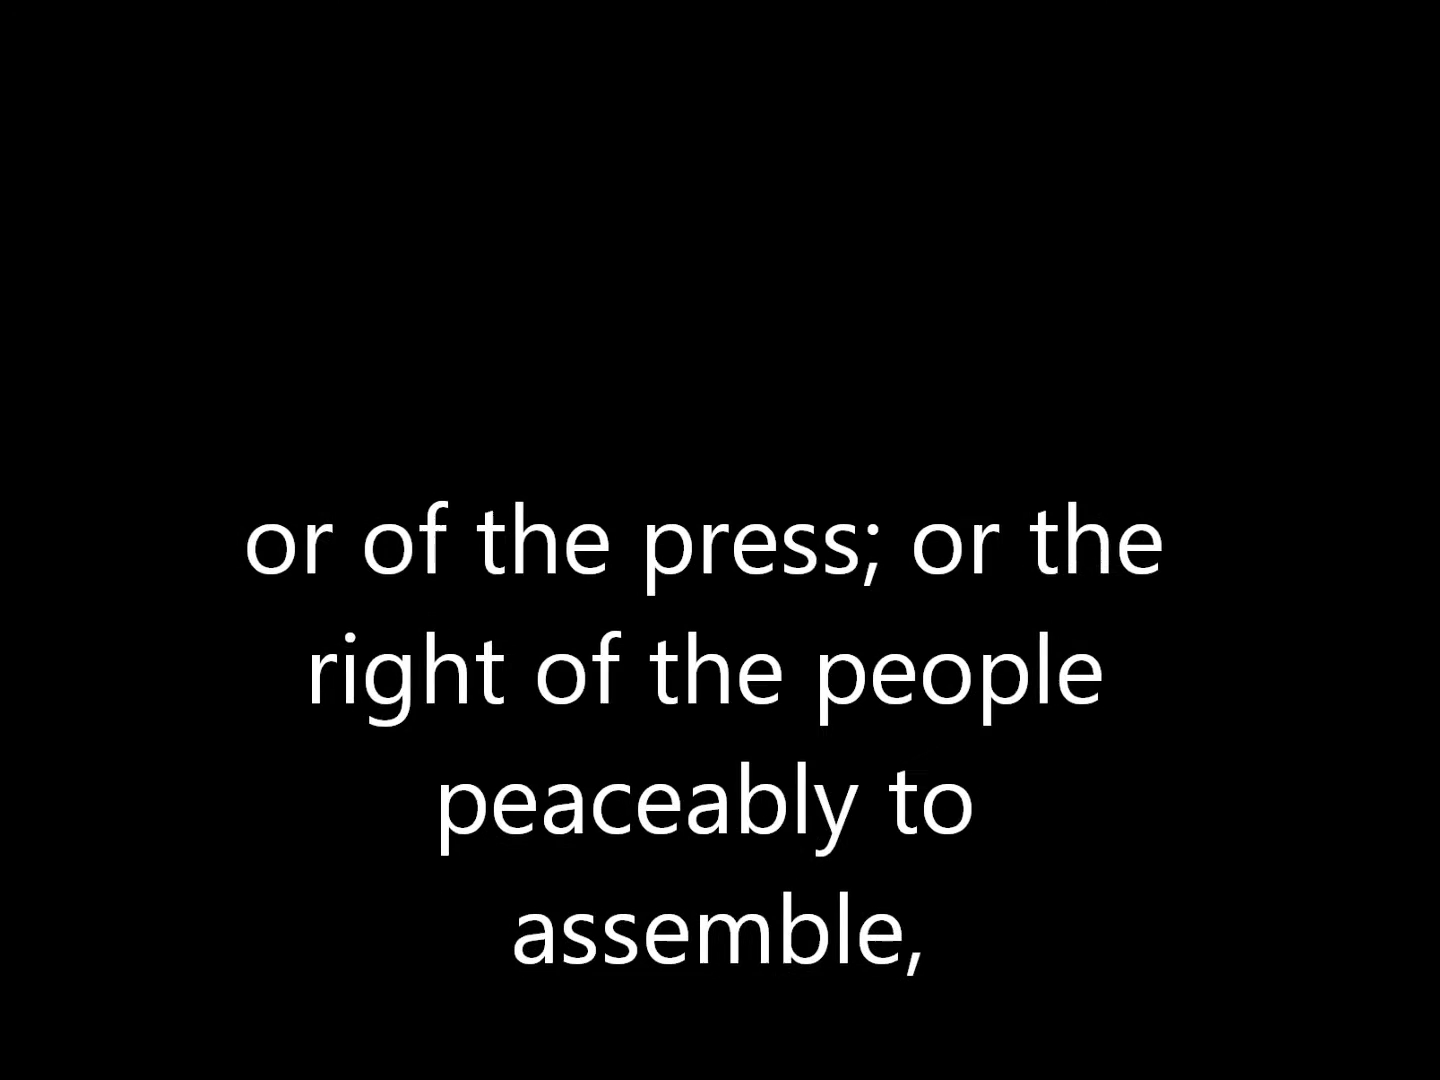 or of the press; or the
right of the people
peaceably to
assemble,